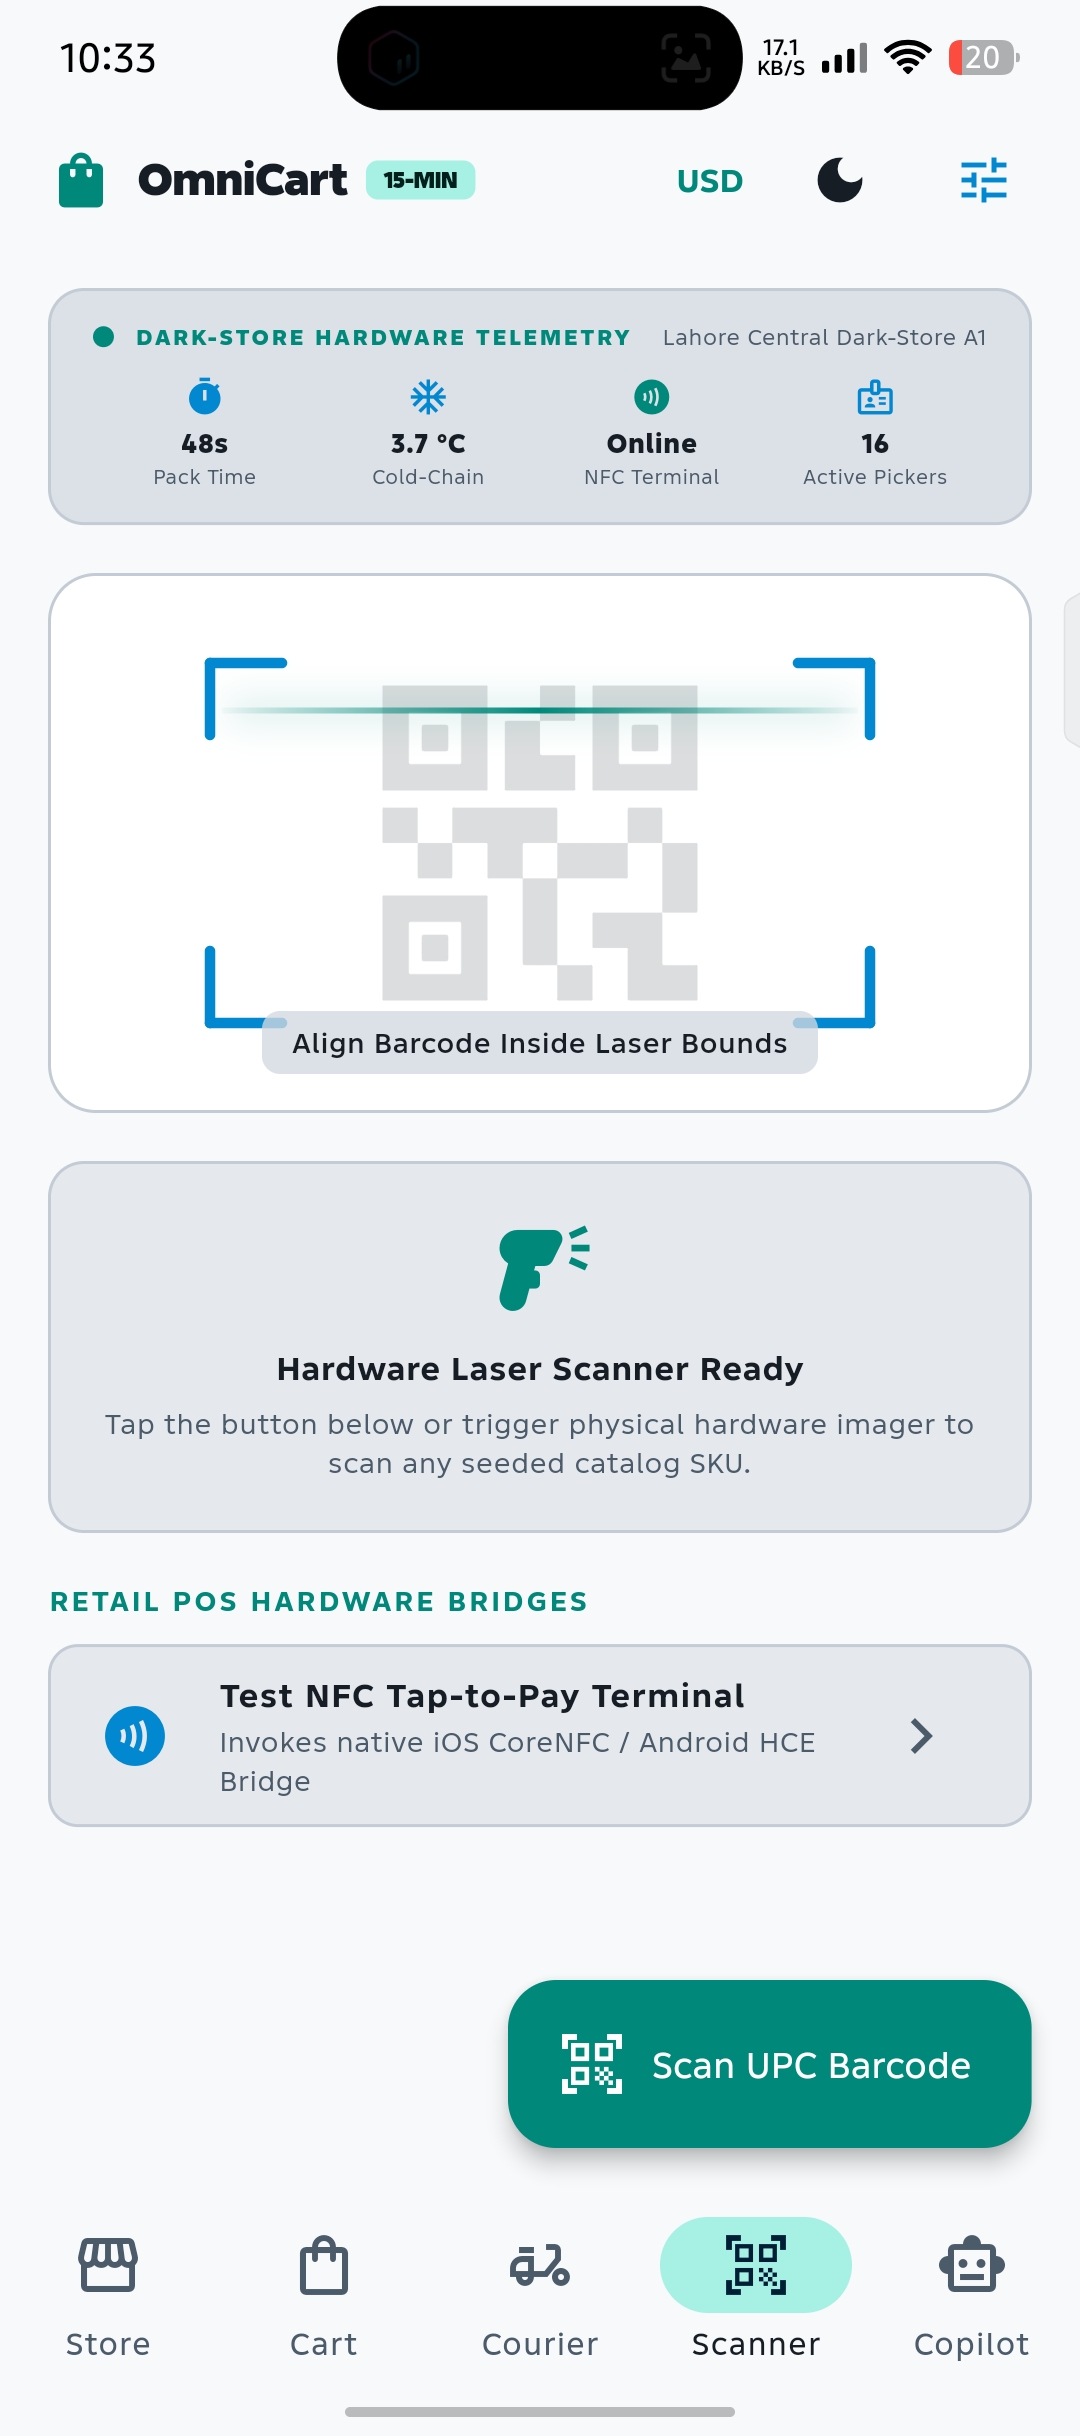 10:33
17.1
KB/S
20
OmniCart
15-MIN
USD
DARK-STORE HARDWARE TELEMETRY
Lahore Central Dark-Store A1
48s
Pack Time
3.7 °C
Cold-Chain
Online
NFC Terminal
16
Active Pickers
Align Barcode Inside Laser Bounds
Hardware Laser Scanner Ready
Tap the button below or trigger physical hardware imager to
scan any seeded catalog SKU.
RETAIL POS HARDWARE BRIDGES
Test NFC Tap-to-Pay Terminal
Invokes native iOS CoreNFC / Android HCE
Bridge
Scan UPC Barcode
Store
Cart
Courier
Scanner
Copilot